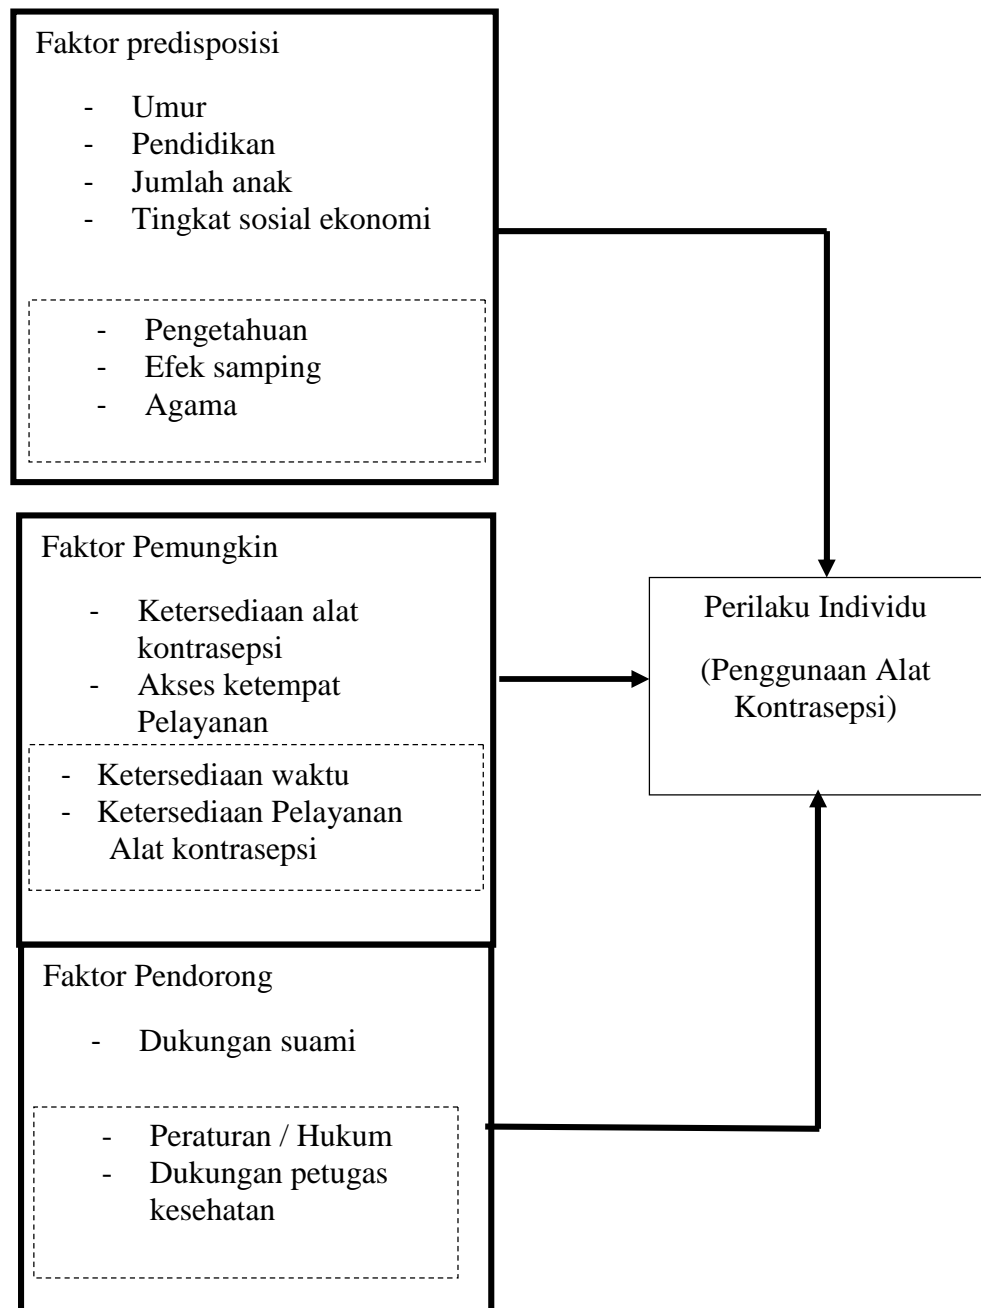 Faktor predisposisi
- Umur
- Pendidikan
- Jumlah anak
- Tingkat sosial ekonomi
- Pengetahuan
- Efek samping
- Agama
Faktor Pemungkin
- Ketersediaan alat
kontrasepsi
- Akses ketempat
Pelayanan
- Ketersediaan waktu
- Ketersediaan Pelayanan
Alat kontrasepsi
Faktor Pendorong
- Dukungan suami
- Peraturan / Hukum
- Dukungan petugas
kesehatan
Perilaku Individu
(Penggunaan Alat
Kontrasepsi)